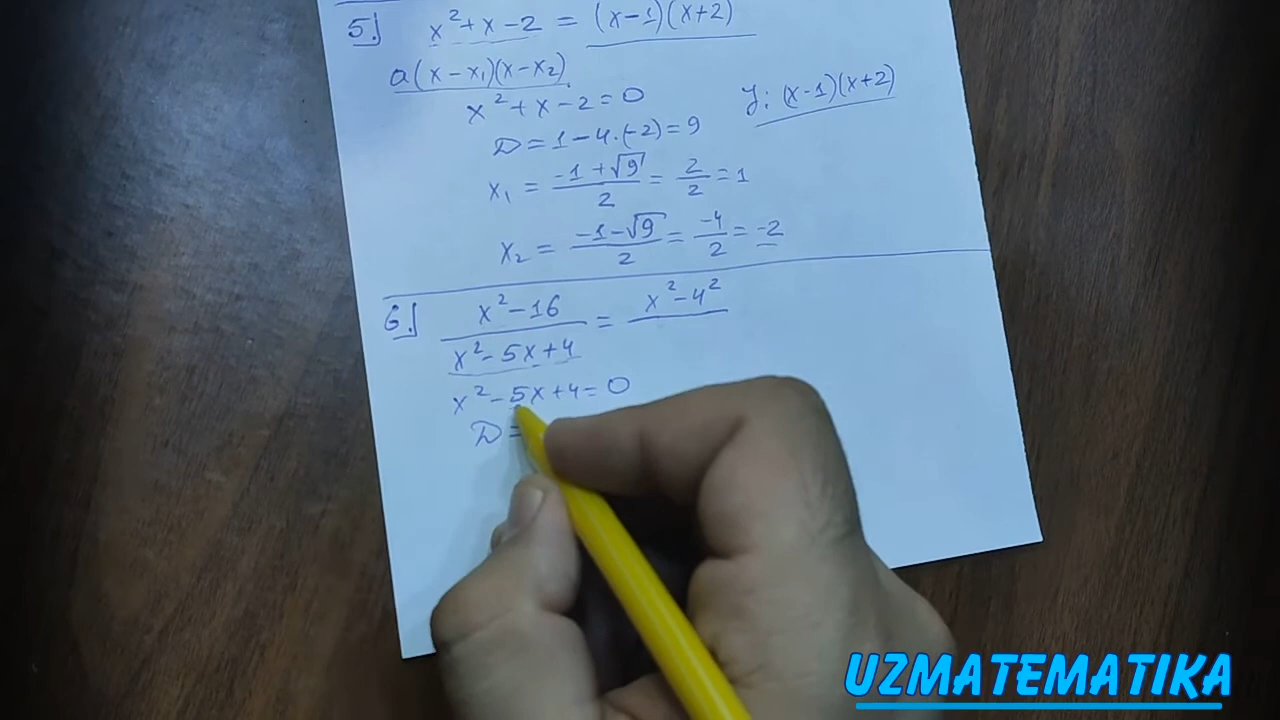 5.] x² + x - 2 = (x-1)(x+2)
a(x-x₁)(x-x₂)
x² + x - 2 = 0
J: (x-1)(x+2)
D = 1 - 4·(-2) = 9
x₁ = (-1+√9)/2 = 2/2 = 1
x₂ = (-1-√9)/2 = -4/2 = -2
6.] (x²-16)/(x²-5x+4) = x²-4²
x² - 5x + 4 = 0
D =
UZMATEMATIKA